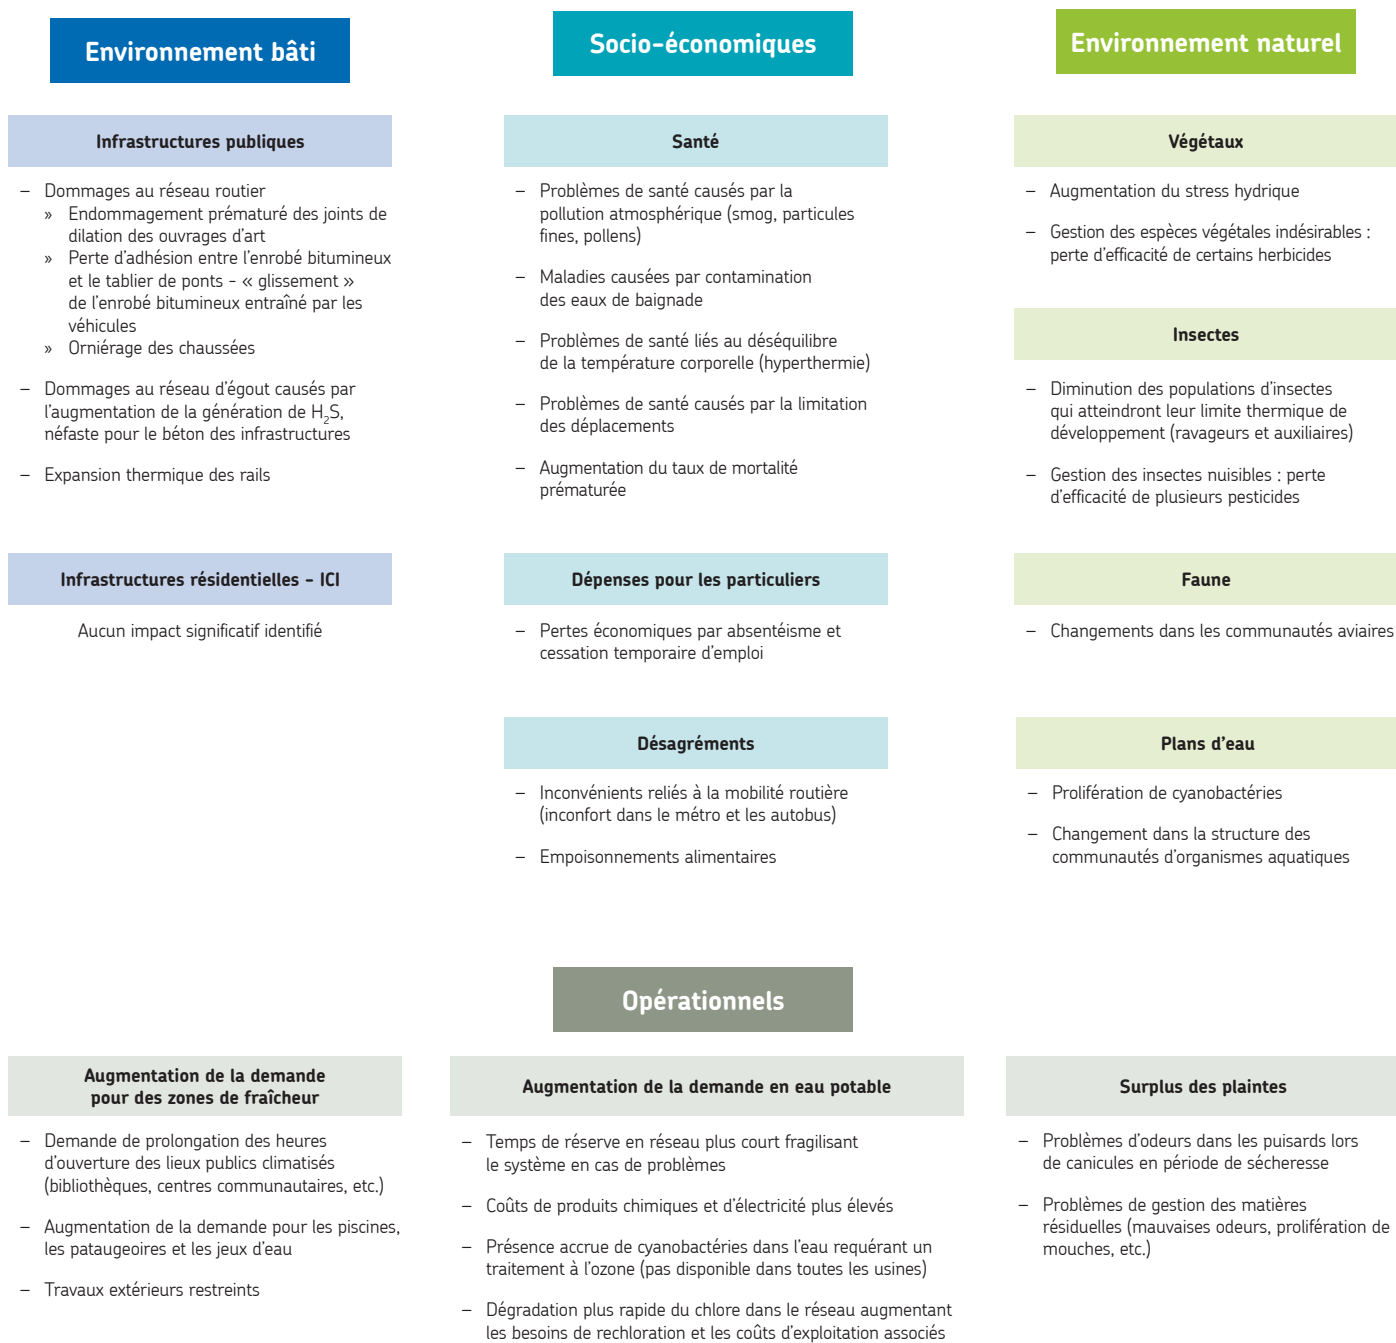 Environnement bâti
Infrastructures publiques
– Dommages au réseau routier
» Endommagement prématuré des joints de
dilation des ouvrages d'art
» Perte d'adhésion entre l'enrobé bitumineux
et le tablier de ponts - « glissement »
de l'enrobé bitumineux entraîné par les
véhicules
» Orniérage des chaussées
– Dommages au réseau d'égout causés par
l'augmentation de la génération de H₂S,
néfaste pour le béton des infrastructures
– Expansion thermique des rails
Infrastructures résidentielles - ICI
Aucun impact significatif identifié
Socio-économiques
Santé
– Problèmes de santé causés par la
pollution atmosphérique (smog, particules
fines, pollens)
– Maladies causées par contamination
des eaux de baignade
– Problèmes de santé liés au déséquilibre
de la température corporelle (hyperthermie)
– Problèmes de santé causés par la limitation
des déplacements
– Augmentation du taux de mortalité
prématurée
Dépenses pour les particuliers
– Pertes économiques par absentéisme et
cessation temporaire d'emploi
Désagréments
– Inconvénients reliés à la mobilité routière
(inconfort dans le métro et les autobus)
– Empoisonnements alimentaires
Environnement naturel
Végétaux
– Augmentation du stress hydrique
– Gestion des espèces végétales indésirables :
perte d'efficacité de certains herbicides
Insectes
– Diminution des populations d'insectes
qui atteindront leur limite thermique de
développement (ravageurs et auxiliaires)
– Gestion des insectes nuisibles : perte
d'efficacité de plusieurs pesticides
Faune
– Changements dans les communautés aviaires
Plans d'eau
– Prolifération de cyanobactéries
– Changement dans la structure des
communautés d'organismes aquatiques
Opérationnels
Augmentation de la demande
pour des zones de fraîcheur
– Demande de prolongation des heures
d'ouverture des lieux publics climatisés
(bibliothèques, centres communautaires, etc.)
– Augmentation de la demande pour les piscines,
les pataugeoires et les jeux d'eau
– Travaux extérieurs restreints
Augmentation de la demande en eau potable
– Temps de réserve en réseau plus court fragilisant
le système en cas de problèmes
– Coûts de produits chimiques et d'électricité plus élevés
– Présence accrue de cyanobactéries dans l'eau requérant un
traitement à l'ozone (pas disponible dans toutes les usines)
– Dégradation plus rapide du chlore dans le réseau augmentant
les besoins de rechloration et les coûts d'exploitation associés
Surplus des plaintes
– Problèmes d'odeurs dans les puisards lors
de canicules en période de sécheresse
– Problèmes de gestion des matières
résiduelles (mauvaises odeurs, prolifération de
mouches, etc.)